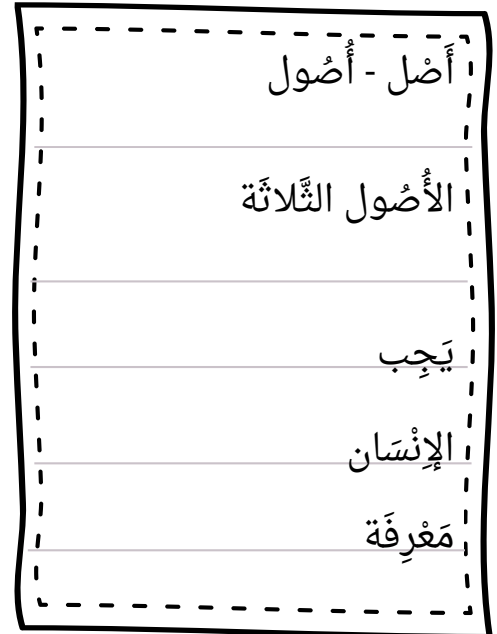 أَصْل - أُصُول
الأُصُول الثَّلاثَة
يَجِب
الإِنْسَان
مَعْرِفَة